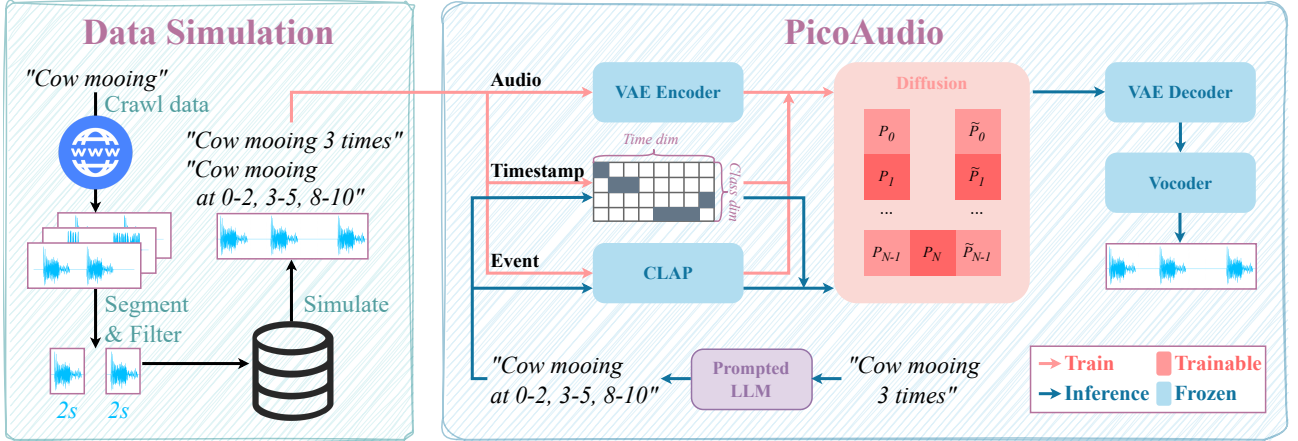 Data Simulation
"Cow mooing"
Crawl data
WWW
"Cow mooing 3 times"
"Cow mooing
at 0-2, 3-5, 8-10"
Segment
& Filter
Simulate
2s
2s
PicoAudio
Audio
VAE Encoder
Time dim
Timestamp
Class dim
Event
CLAP
Diffusion
P0
P̃0
P1
P̃1
...
...
PN-1
PN
P̃N-1
VAE Decoder
Vocoder
"Cow mooing
at 0-2, 3-5, 8-10"
Prompted
LLM
"Cow mooing
3 times"
Train
Trainable
Inference
Frozen